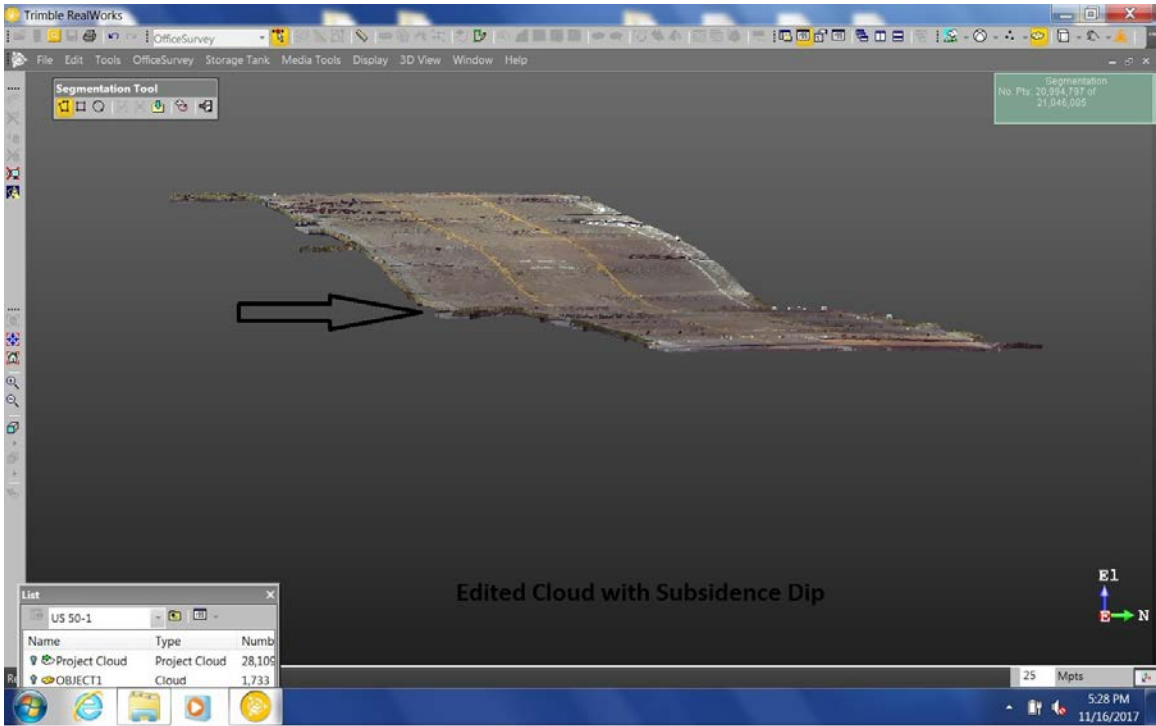 Trimble RealWorks
OfficeSurvey
File Edit Tools OfficeSurvey Storage Tank Media Tools Display 3D View Window Help
Segmentation Tool
Segmentation
No. Pts: 20,994,797 of
21,046,005
Edited Cloud with Subsidence Dip
El
E N
List
US 50-1
Name Type Numb
Project Cloud Project Cloud 28,109
OBJECT1 Cloud 1,733
25 Mpts
5:28 PM
11/16/2017